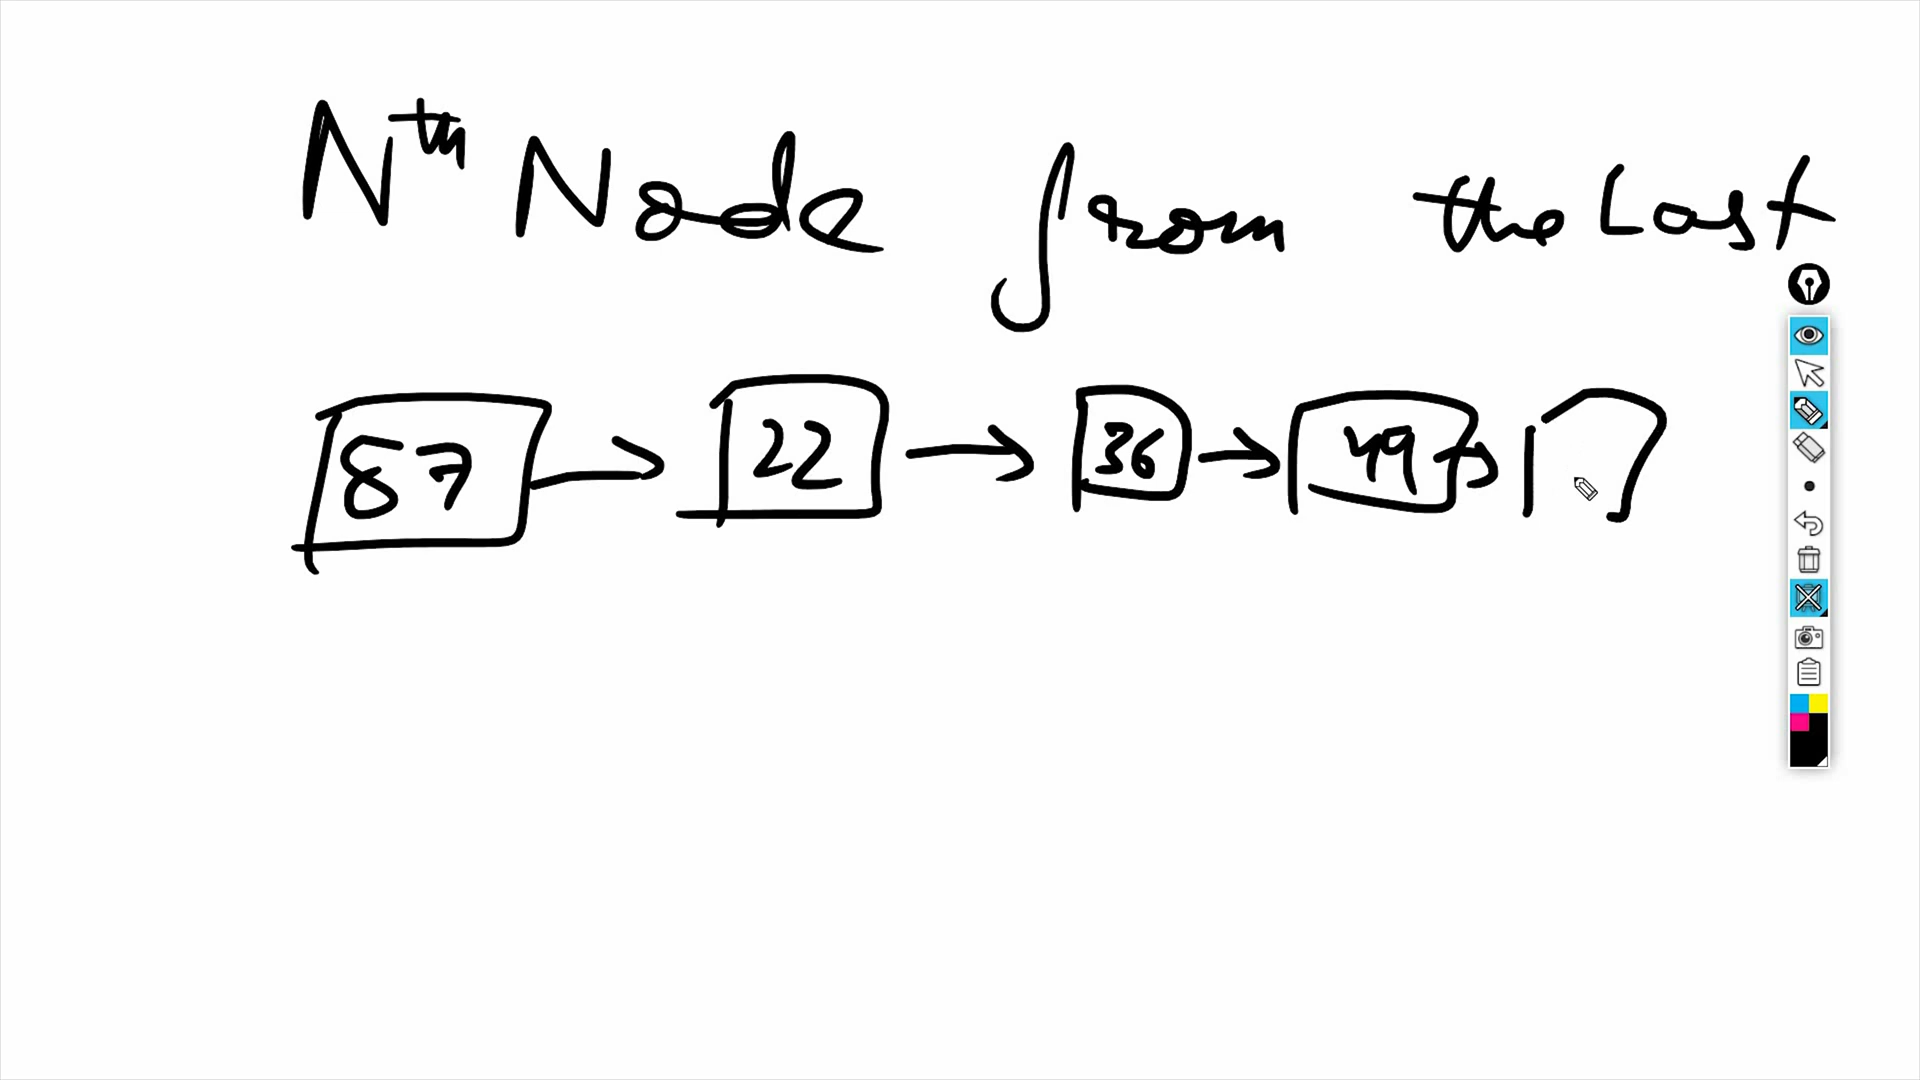 Nth Node from the Last
87 → 22 → 36 → 49 →